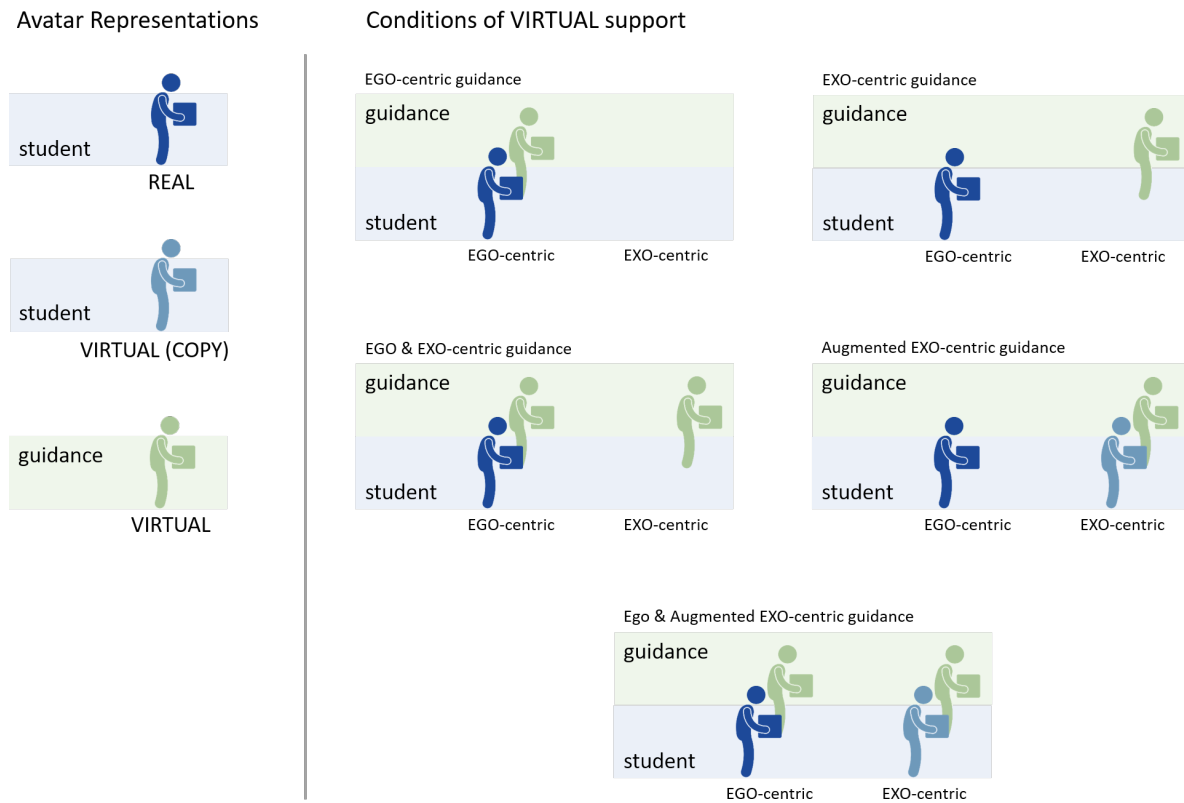 Avatar Representations
student
REAL
student
VIRTUAL (COPY)
guidance
VIRTUAL
Conditions of VIRTUAL support
EGO-centric guidance
guidance
student
EGO-centric
EXO-centric
EXO-centric guidance
guidance
student
EGO-centric
EXO-centric
EGO & EXO-centric guidance
guidance
student
EGO-centric
EXO-centric
Augmented EXO-centric guidance
guidance
student
EGO-centric
EXO-centric
Ego & Augmented EXO-centric guidance
guidance
student
EGO-centric
EXO-centric